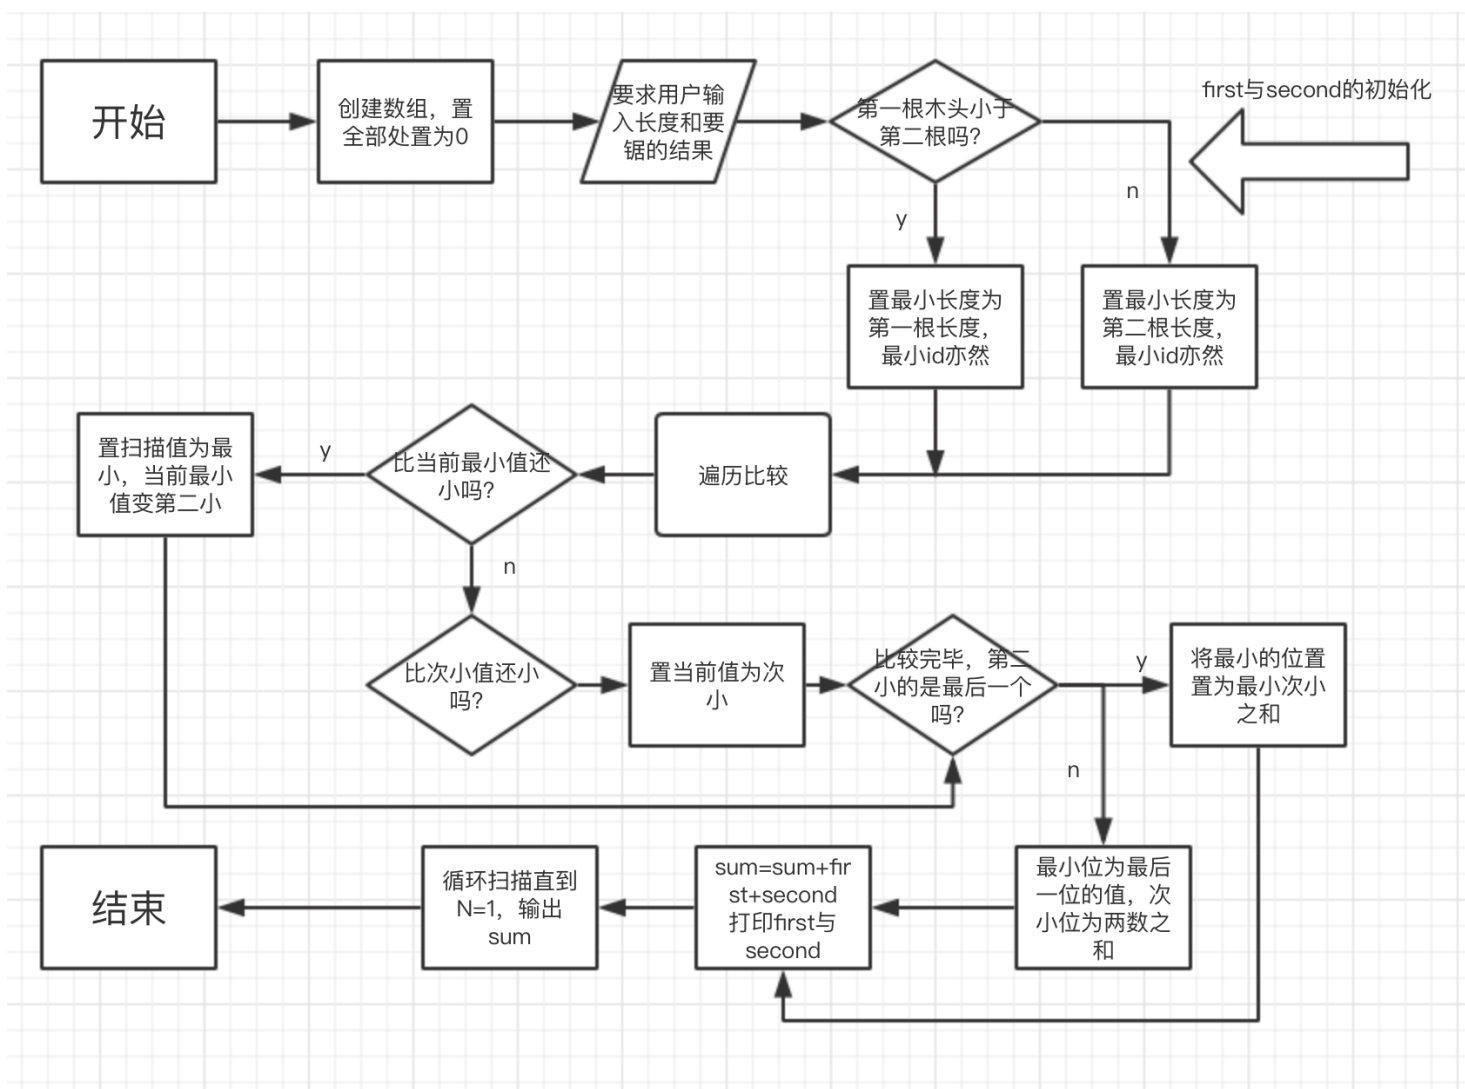 开始
创建数组，置
全部处置为0
要求用户输
入长度和要
锯的结果
第一根木头小于
第二根吗?
first与second的初始化
y
n
置最小长度为
第一根长度，
最小id亦然
置最小长度为
第二根长度，
最小id亦然
遍历比较
比当前最小值还
小吗?
y
置扫描值为最
小，当前最小
值变第二小
n
比次小值还小
吗?
置当前值为次
小
比较完毕，第二
小的是最后一个
吗?
y
将最小的位置
置为最小次小
之和
n
最小位为最后
一位的值，次
小位为两数之
和
sum=sum+fir
st+second
打印first与
second
循环扫描直到
N=1，输出
sum
结束